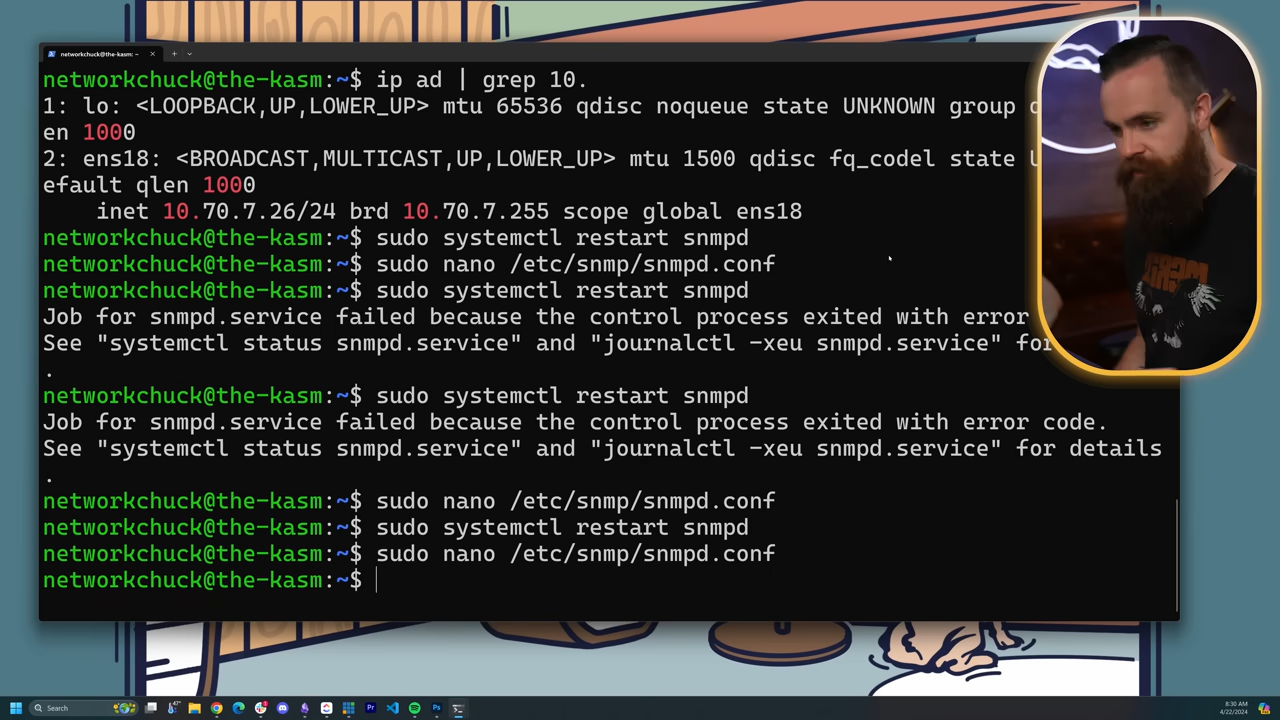 networkchuck@the-kasm: ~
networkchuck@the-kasm:~$ ip ad | grep 10.
1: lo: <LOOPBACK,UP,LOWER_UP> mtu 65536 qdisc noqueue state UNKNOWN group
en 1000
2: ens18: <BROADCAST,MULTICAST,UP,LOWER_UP> mtu 1500 qdisc fq_codel state
efault qlen 1000
inet 10.70.7.26/24 brd 10.70.7.255 scope global ens18
networkchuck@the-kasm:~$ sudo systemctl restart snmpd
networkchuck@the-kasm:~$ sudo nano /etc/snmp/snmpd.conf
networkchuck@the-kasm:~$ sudo systemctl restart snmpd
Job for snmpd.service failed because the control process exited with error
See "systemctl status snmpd.service" and "journalctl -xeu snmpd.service" for
.
networkchuck@the-kasm:~$ sudo systemctl restart snmpd
Job for snmpd.service failed because the control process exited with error code.
See "systemctl status snmpd.service" and "journalctl -xeu snmpd.service" for details
.
networkchuck@the-kasm:~$ sudo nano /etc/snmp/snmpd.conf
networkchuck@the-kasm:~$ sudo systemctl restart snmpd
networkchuck@the-kasm:~$ sudo nano /etc/snmp/snmpd.conf
networkchuck@the-kasm:~$
Search
8:30 AM
4/22/2024